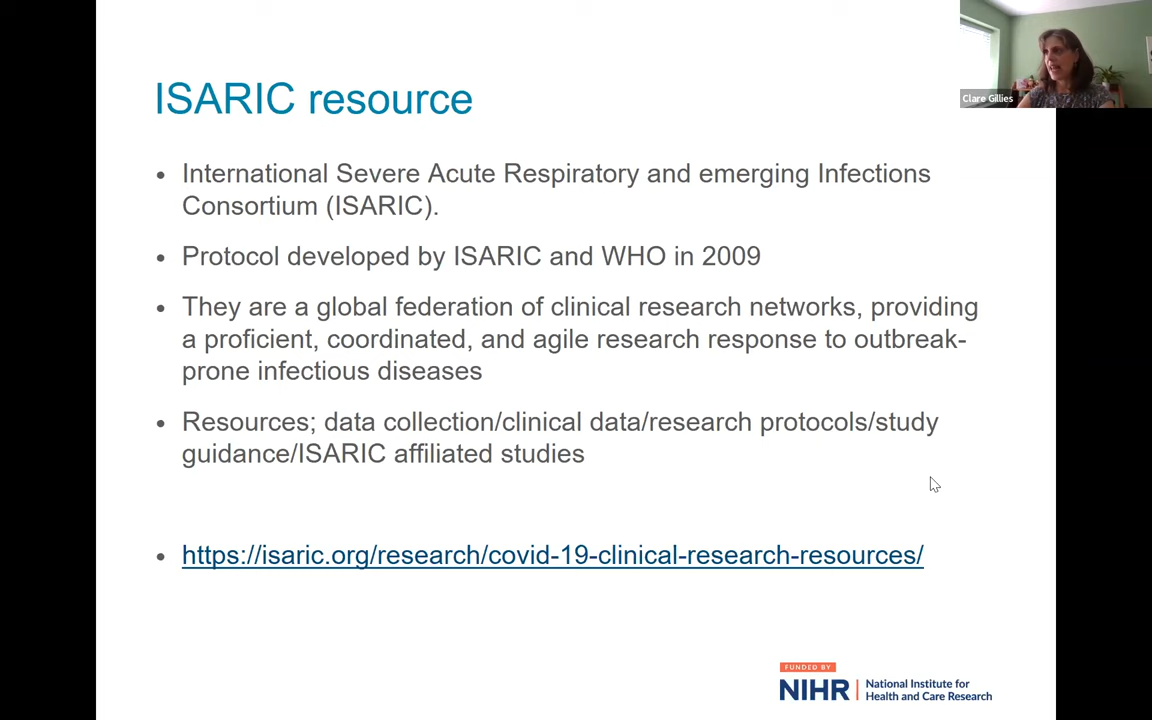 ISARIC resource
Clare Gillies
• International Severe Acute Respiratory and emerging Infections
Consortium (ISARIC).
• Protocol developed by ISARIC and WHO in 2009
• They are a global federation of clinical research networks, providing
a proficient, coordinated, and agile research response to outbreak-
prone infectious diseases
• Resources; data collection/clinical data/research protocols/study
guidance/ISARIC affiliated studies
• https://isaric.org/research/covid-19-clinical-research-resources/
FUNDED BY
NIHR | National Institute for
Health and Care Research